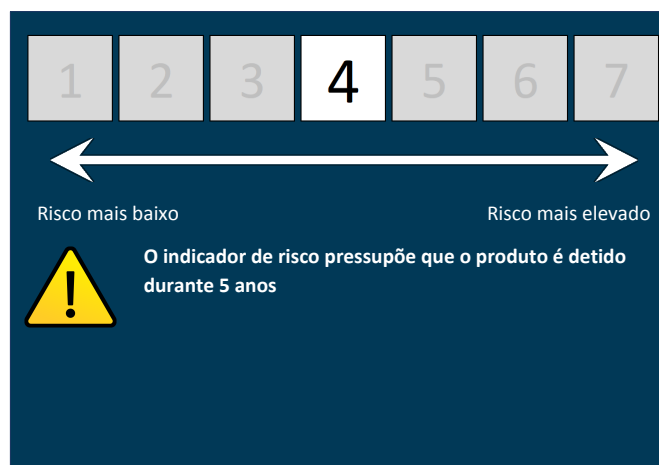 1 2 3 4 5 6 7
Risco mais baixo Risco mais elevado
O indicador de risco pressupõe que o produto é detido
durante 5 anos